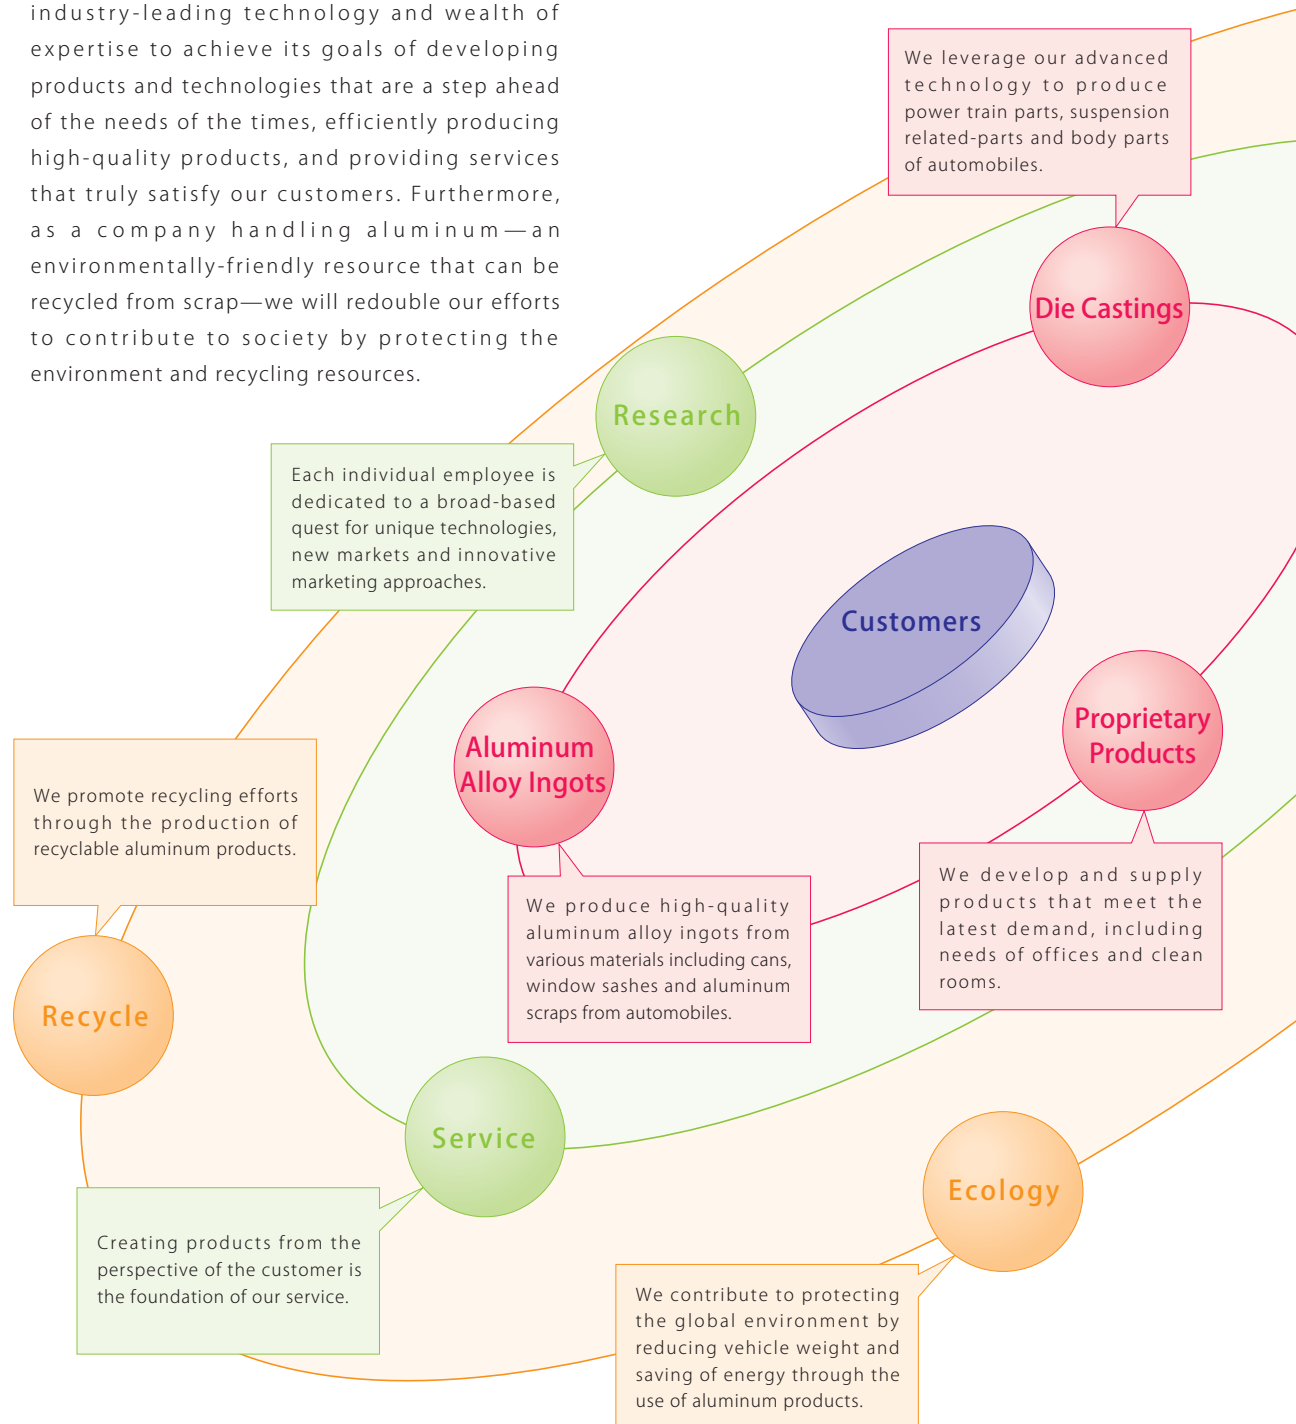 industry-leading technology and wealth of
expertise to achieve its goals of developing
products and technologies that are a step ahead
of the needs of the times, efficiently producing
high-quality products, and providing services
that truly satisfy our customers. Furthermore,
as a company handling aluminum—an
environmentally-friendly resource that can be
recycled from scrap—we will redouble our efforts
to contribute to society by protecting the
environment and recycling resources.
We leverage our advanced
technology to produce
power train parts, suspension
related-parts and body parts
of automobiles.
Die Castings
Research
Each individual employee is
dedicated to a broad-based
quest for unique technologies,
new markets and innovative
marketing approaches.
Customers
Aluminum
Alloy Ingots
Proprietary
Products
We promote recycling efforts
through the production of
recyclable aluminum products.
We produce high-quality
aluminum alloy ingots from
various materials including cans,
window sashes and aluminum
scraps from automobiles.
We develop and supply
products that meet the
latest demand, including
needs of offices and clean
rooms.
Recycle
Service
Ecology
Creating products from the
perspective of the customer is
the foundation of our service.
We contribute to protecting
the global environment by
reducing vehicle weight and
saving of energy through the
use of aluminum products.